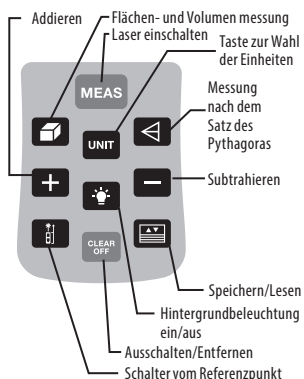 Addieren
Flächen- und Volumen messung
Laser einschalten
Taste zur Wahl
der Einheiten
MEAS
Messung
nach dem
Satz des
Pythagoras
UNIT
Subtrahieren
CLEAR
OFF
Speichern/Lesen
Hintergrundbeleuchtung
ein/aus
Ausschalten/Entfernen
Schalter vom Referenzpunkt